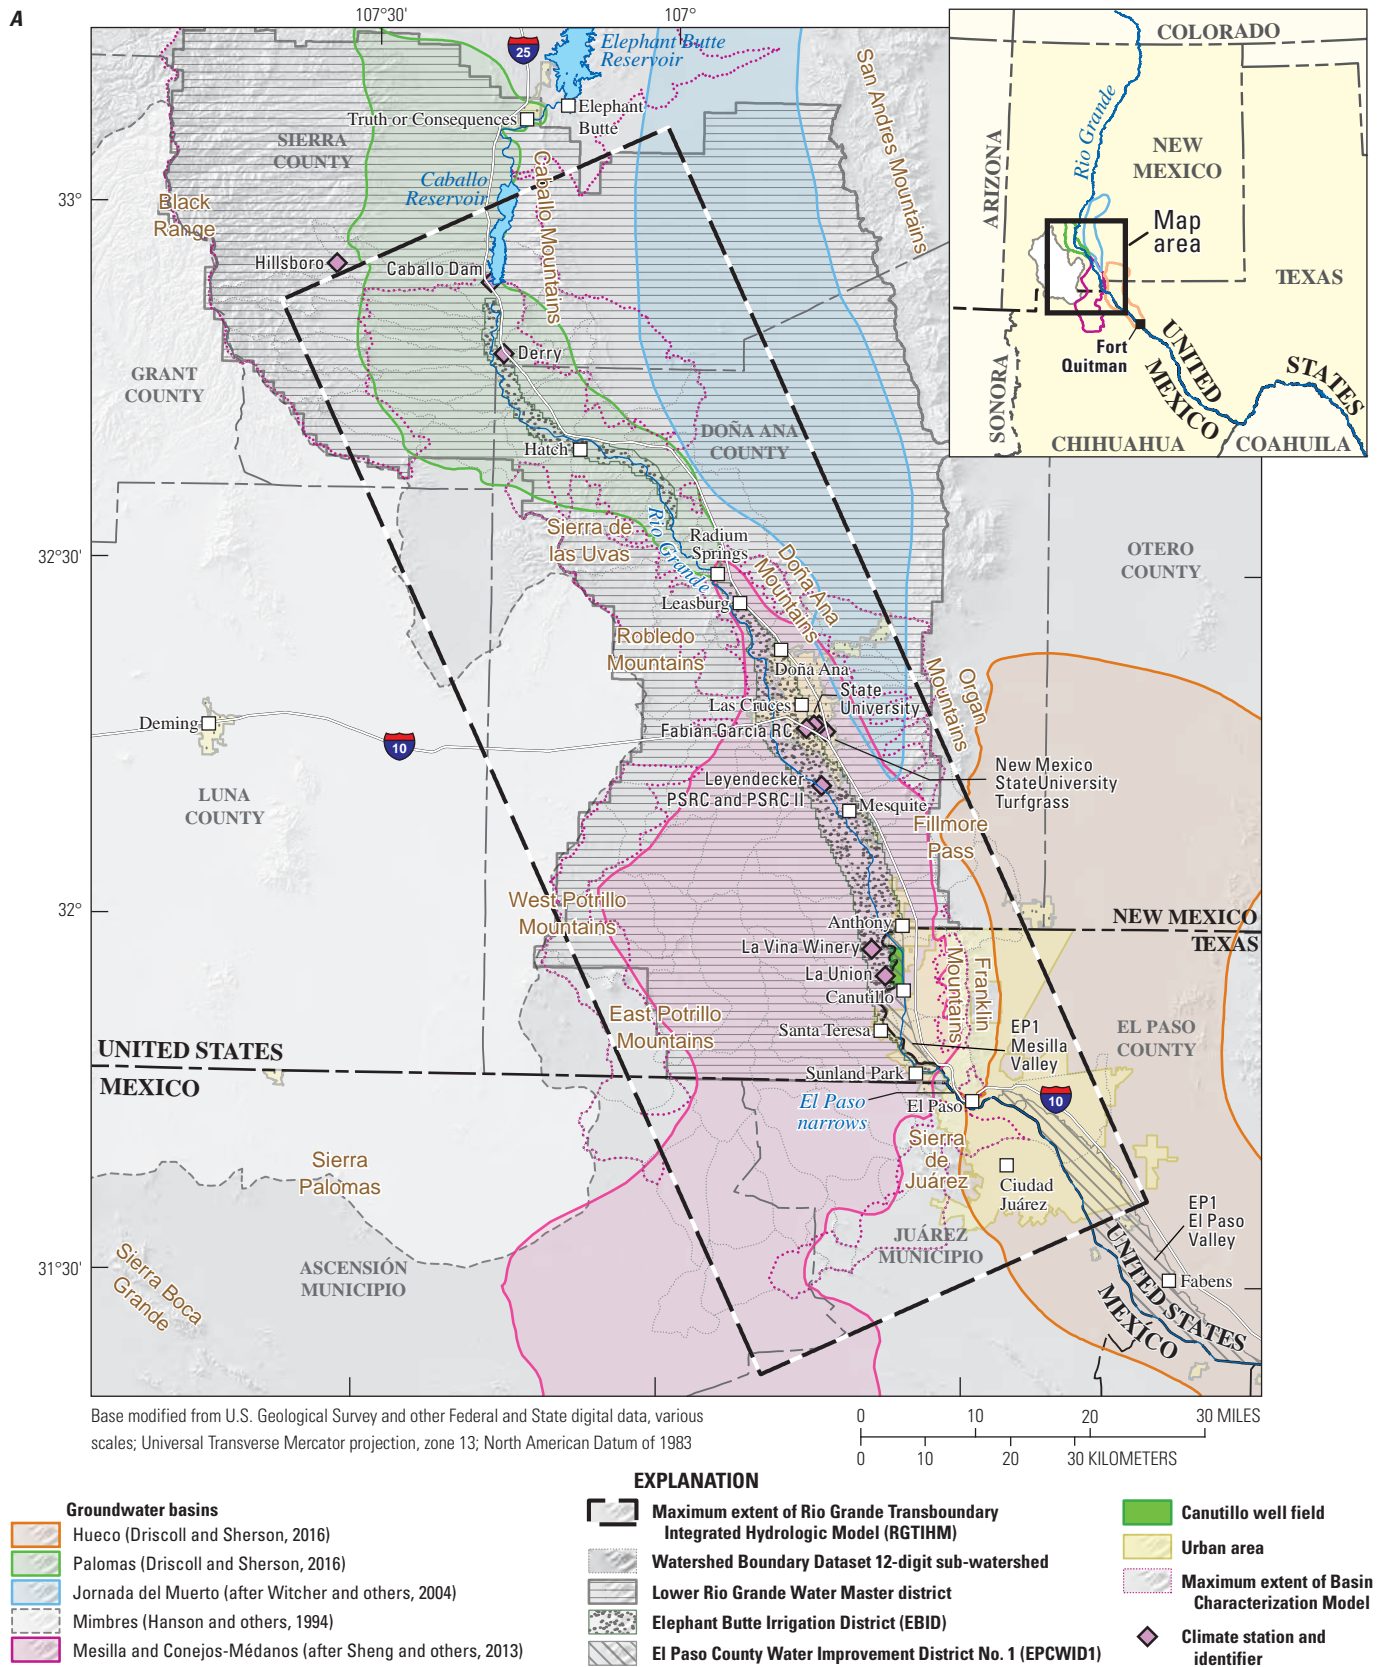 A
107°30'
107°
33°
32°30'
32°
31°30'
25
Elephant Butte
Reservoir
Elephant
Butte
Truth or Consequences
SIERRA
COUNTY
Caballo
Reservoir
Caballo Mountains
San Andres Mountains
Black
Range
Hillsboro
Caballo Dam
Derry
GRANT
COUNTY
Hatch
DOÑA ANA
COUNTY
Sierra de
las Uvas
Rio Grande
Radium
Springs
Doña Ana
Mountains
Leasburg
OTERO
COUNTY
Robledo
Mountains
Doña Ana
State
University
Organ
Mountains
Las Cruces
Fabian Garcia RC
Deming
10
New Mexico
StateUniversity
Turfgrass
Leyendecker
PSRC and PSRC II
Mesquite
LUNA
COUNTY
Fillmore
Pass
West Potrillo
Mountains
Anthony
NEW MEXICO
TEXAS
La Vina Winery
La Union
Canutillo
Franklin
Mountains
East Potrillo
Mountains
Santa Teresa
EP1
Mesilla
Valley
EL PASO
COUNTY
UNITED STATES
MEXICO
Sunland Park
El Paso
narrows
El Paso
10
Sierra
de
Juárez
Ciudad
Juárez
Sierra
Palomas
EP1
El Paso
Valley
JUÁREZ
MUNICIPIO
ASCENSIÓN
MUNICIPIO
Sierra Boca
Grande
Fabens
UNITED STATES
MEXÍCO
COLORADO
ARIZONA
Rio Grande
NEW
MEXICO
Map
area
TEXAS
Fort
Quitman
SONORA
UNITED
STATES
MEXICO
CHIHUAHUA
COAHUILA
Base modified from U.S. Geological Survey and other Federal and State digital data, various
scales; Universal Transverse Mercator projection, zone 13; North American Datum of 1983
0 10 20 30 MILES
0 10 20 30 KILOMETERS
EXPLANATION
Groundwater basins
Hueco (Driscoll and Sherson, 2016)
Palomas (Driscoll and Sherson, 2016)
Jornada del Muerto (after Witcher and others, 2004)
Mimbres (Hanson and others, 1994)
Mesilla and Conejos-Médanos (after Sheng and others, 2013)
Maximum extent of Rio Grande Transboundary
Integrated Hydrologic Model (RGTIHM)
Watershed Boundary Dataset 12-digit sub-watershed
Lower Rio Grande Water Master district
Elephant Butte Irrigation District (EBID)
El Paso County Water Improvement District No. 1 (EPCWID1)
Canutillo well field
Urban area
Maximum extent of Basin
Characterization Model
Climate station and
identifier